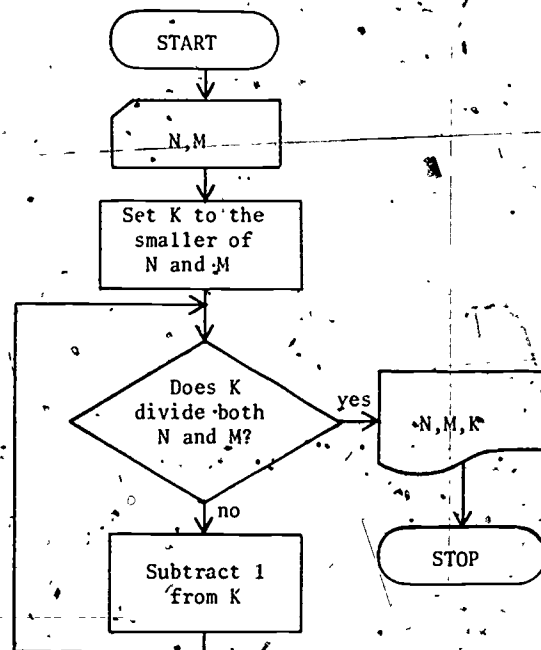 START
N,M
Set K to the
smaller of
N and M
Does K
divide both
N and M?
yes
N,M,K
no
Subtract 1
from K
STOP